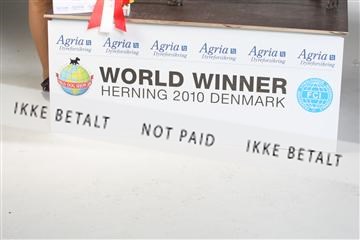 Agria Agria Agria Agria Agria Agria
Dyreforsikring Dyreforsikring Dyreforsikring Dyreforsikring Dyreforsikring
WORLD WINNER
HERNING 2010 DENMARK
FCI
IKKE BETALT NOT PAID IKKE BETALT